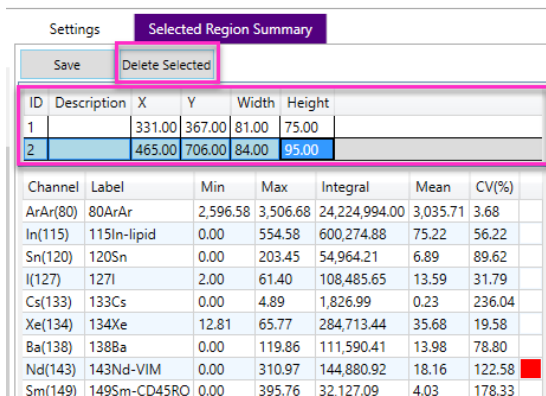 Settings Selected Region Summary
Save Delete Selected
ID Description X Y Width Height
1 331.00 367.00 81.00 75.00
2 465.00 706.00 84.00 95.00
Channel Label Min Max Integral Mean CV(%)
ArAr(80) 80ArAr 2,596.58 3,506.68 24,224,994.00 3,035.71 3.68
In(115) 115In-lipid 0.00 554.58 600,274.88 75.22 56.22
Sn(120) 120Sn 0.00 203.45 54,964.21 6.89 89.62
I(127) 127I 2.00 61.40 108,485.65 13.59 31.79
Cs(133) 133Cs 0.00 4.89 1,826.99 0.23 236.04
Xe(134) 134Xe 12.81 65.77 284,713.44 35.68 19.58
Ba(138) 138Ba 0.00 119.86 111,590.41 13.98 78.80
Nd(143) 143Nd-VIM 0.00 310.97 144,880.92 18.16 122.58
Sm(149) 149Sm-CD45RO 0.00 395.76 32,127.09 4.03 178.33